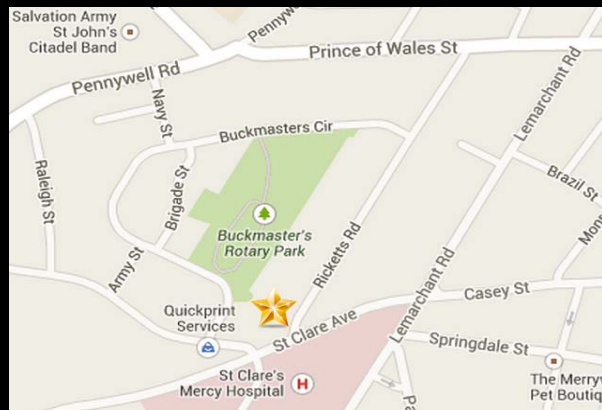 Salvation Army
St John's
Citadel Band
Pennywell
Prince of Wales St
Pennywell Rd
Navy St
Lemarchant Rd
Buckmasters Cir
Raleigh St
Brigade St
Brazil St
Buckmaster's
Rotary Park
Army St
Ricketts Rd
Casey St
Quickprint
Services
St Clare Ave
Lemarchant Rd
Springdale St
St Clare's
Mercy Hospital
H
The Merry
Pet Boutiq